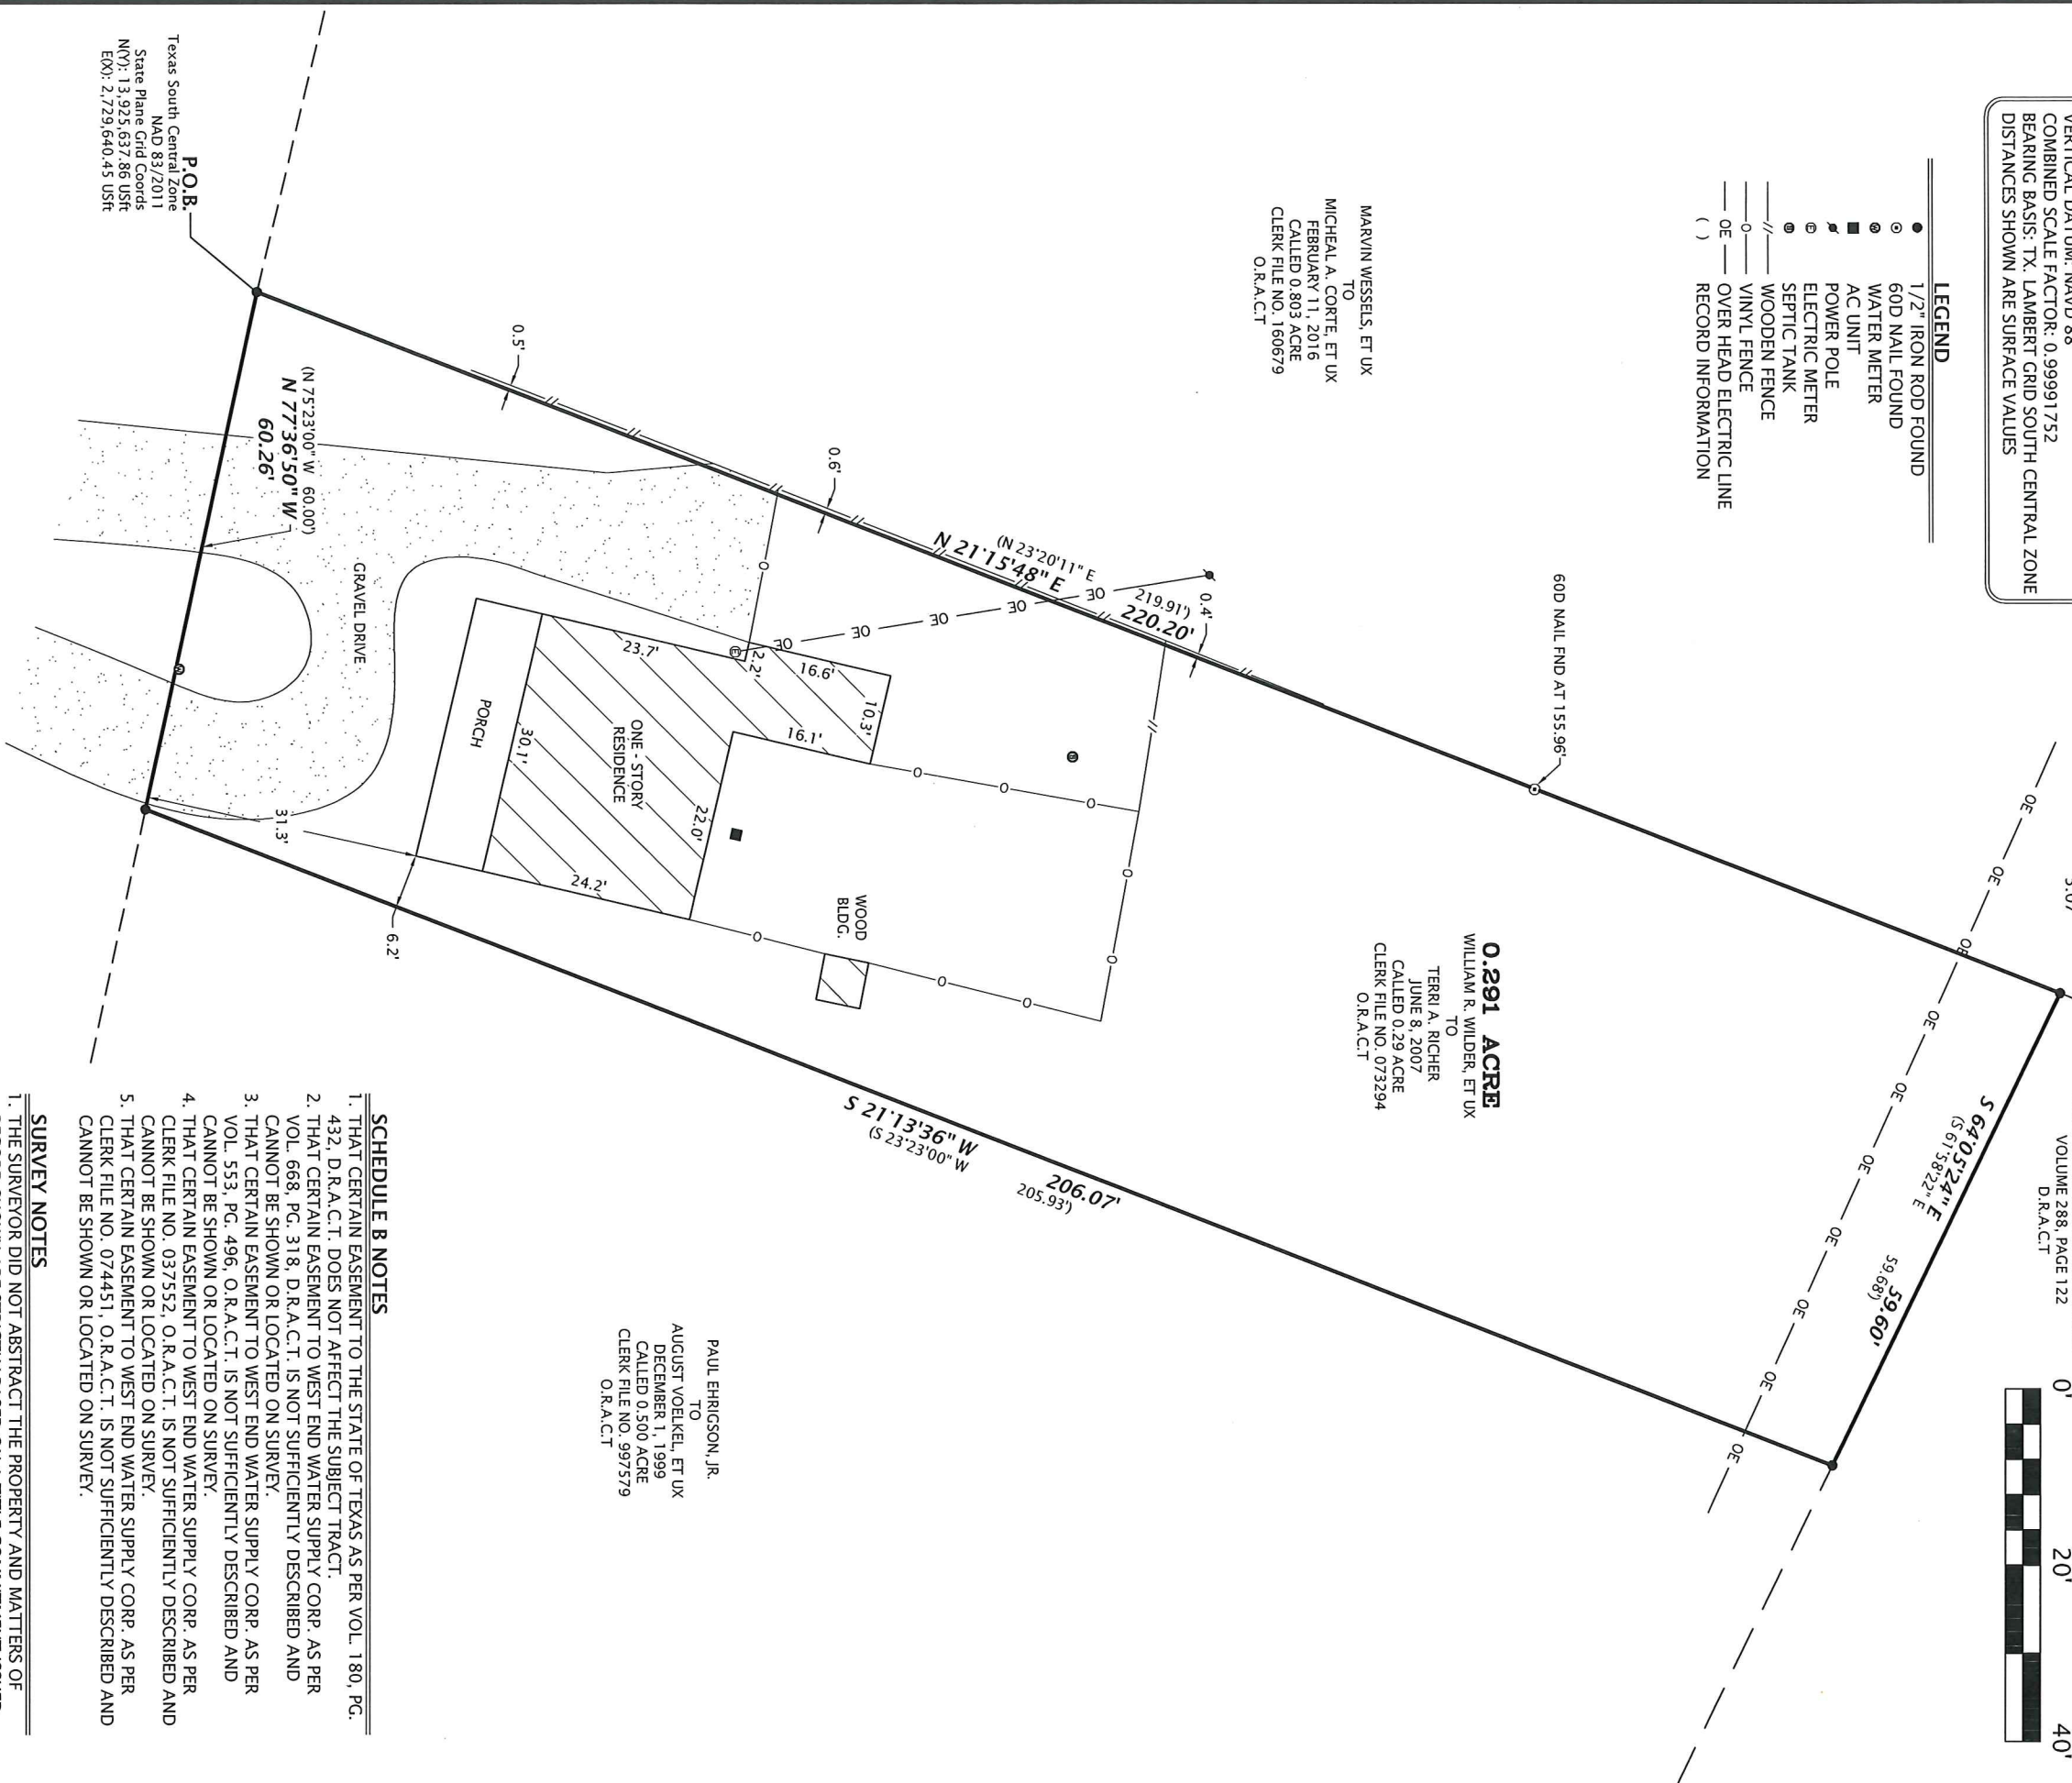 VERTICAL DATUM: NAVD 88
COMBINED SCALE FACTOR: 0.99991752
BEARING BASIS: TX. LAMBERT GRID SOUTH CENTRAL ZONE
DISTANCES SHOWN ARE SURFACE VALUES
LEGEND
1/2" IRON ROD FOUND
60D NAIL FOUND
W WATER METER
AC UNIT
POWER POLE
E ELECTRIC METER
SEPTIC TANK
—//— WOODEN FENCE
—O— VINYL FENCE
— OE — OVER HEAD ELECTRIC LINE
( ) RECORD INFORMATION
VOLUME 288, PAGE 122
D.R.A.C.T
0' 20' 40'
S 64°05'24" E 59.60'
(S 61°58'22" E 59.68')
OE OE OE OE OE OE OE OE OE OE OE OE
60D NAIL FND AT 155.96'
MARVIN WESSELS, ET UX
TO
MICHEAL A. CORTE, ET UX
FEBRUARY 11, 2016
CALLED 0.803 ACRE
CLERK FILE NO. 160679
O.R.A.C.T
0.291 ACRE
WILLIAM R. WILDER, ET UX
TO
TERRI A. RICHER
JUNE 8, 2007
CALLED 0.29 ACRE
CLERK FILE NO. 073294
O.R.A.C.T
(N 23°20'11" E 219.91')
N 21°15'48" E 220.20'
0.4'
0.6'
0.5'
OE OE OE OE OE
S 21°13'36" W 206.07'
(S 23°23'00" W 205.93')
PAUL EHRIGSON, JR.
TO
AUGUST VOELKEL, ET UX
DECEMBER 1, 1999
CALLED 0.500 ACRE
CLERK FILE NO. 997579
O.R.A.C.T
WOOD
BLDG.
10.3'
16.6'
16.1'
2.2'
E
23.7'
22.0'
ONE - STORY
RESIDENCE
30.1'
24.2'
PORCH
6.2'
31.3'
GRAVEL DRIVE
W
(N 75°23'00" W 60.00')
N 77°36'50" W
60.26'
P.O.B.
Texas South Central Zone
NAD 83/2011
State Plane Grid Coords
N(Y): 13,925,637.86 USft
E(X): 2,729,640.45 USft
SCHEDULE B NOTES
1. THAT CERTAIN EASEMENT TO THE STATE OF TEXAS AS PER VOL. 180, PG.
432, D.R.A.C.T. DOES NOT AFFECT THE SUBJECT TRACT.
2. THAT CERTAIN EASEMENT TO WEST END WATER SUPPLY CORP. AS PER
VOL. 668, PG. 318, D.R.A.C.T. IS NOT SUFFICIENTLY DESCRIBED AND
CANNOT BE SHOWN OR LOCATED ON SURVEY.
3. THAT CERTAIN EASEMENT TO WEST END WATER SUPPLY CORP. AS PER
VOL. 553, PG. 496, O.R.A.C.T. IS NOT SUFFICIENTLY DESCRIBED AND
CANNOT BE SHOWN OR LOCATED ON SURVEY.
4. THAT CERTAIN EASEMENT TO WEST END WATER SUPPLY CORP. AS PER
CLERK FILE NO. 037552, O.R.A.C.T. IS NOT SUFFICIENTLY DESCRIBED AND
CANNOT BE SHOWN OR LOCATED ON SURVEY.
5. THAT CERTAIN EASEMENT TO WEST END WATER SUPPLY CORP. AS PER
CLERK FILE NO. 074451, O.R.A.C.T. IS NOT SUFFICIENTLY DESCRIBED AND
CANNOT BE SHOWN OR LOCATED ON SURVEY.
SURVEY NOTES
1. THE SURVEYOR DID NOT ABSTRACT THE PROPERTY AND MATTERS OF